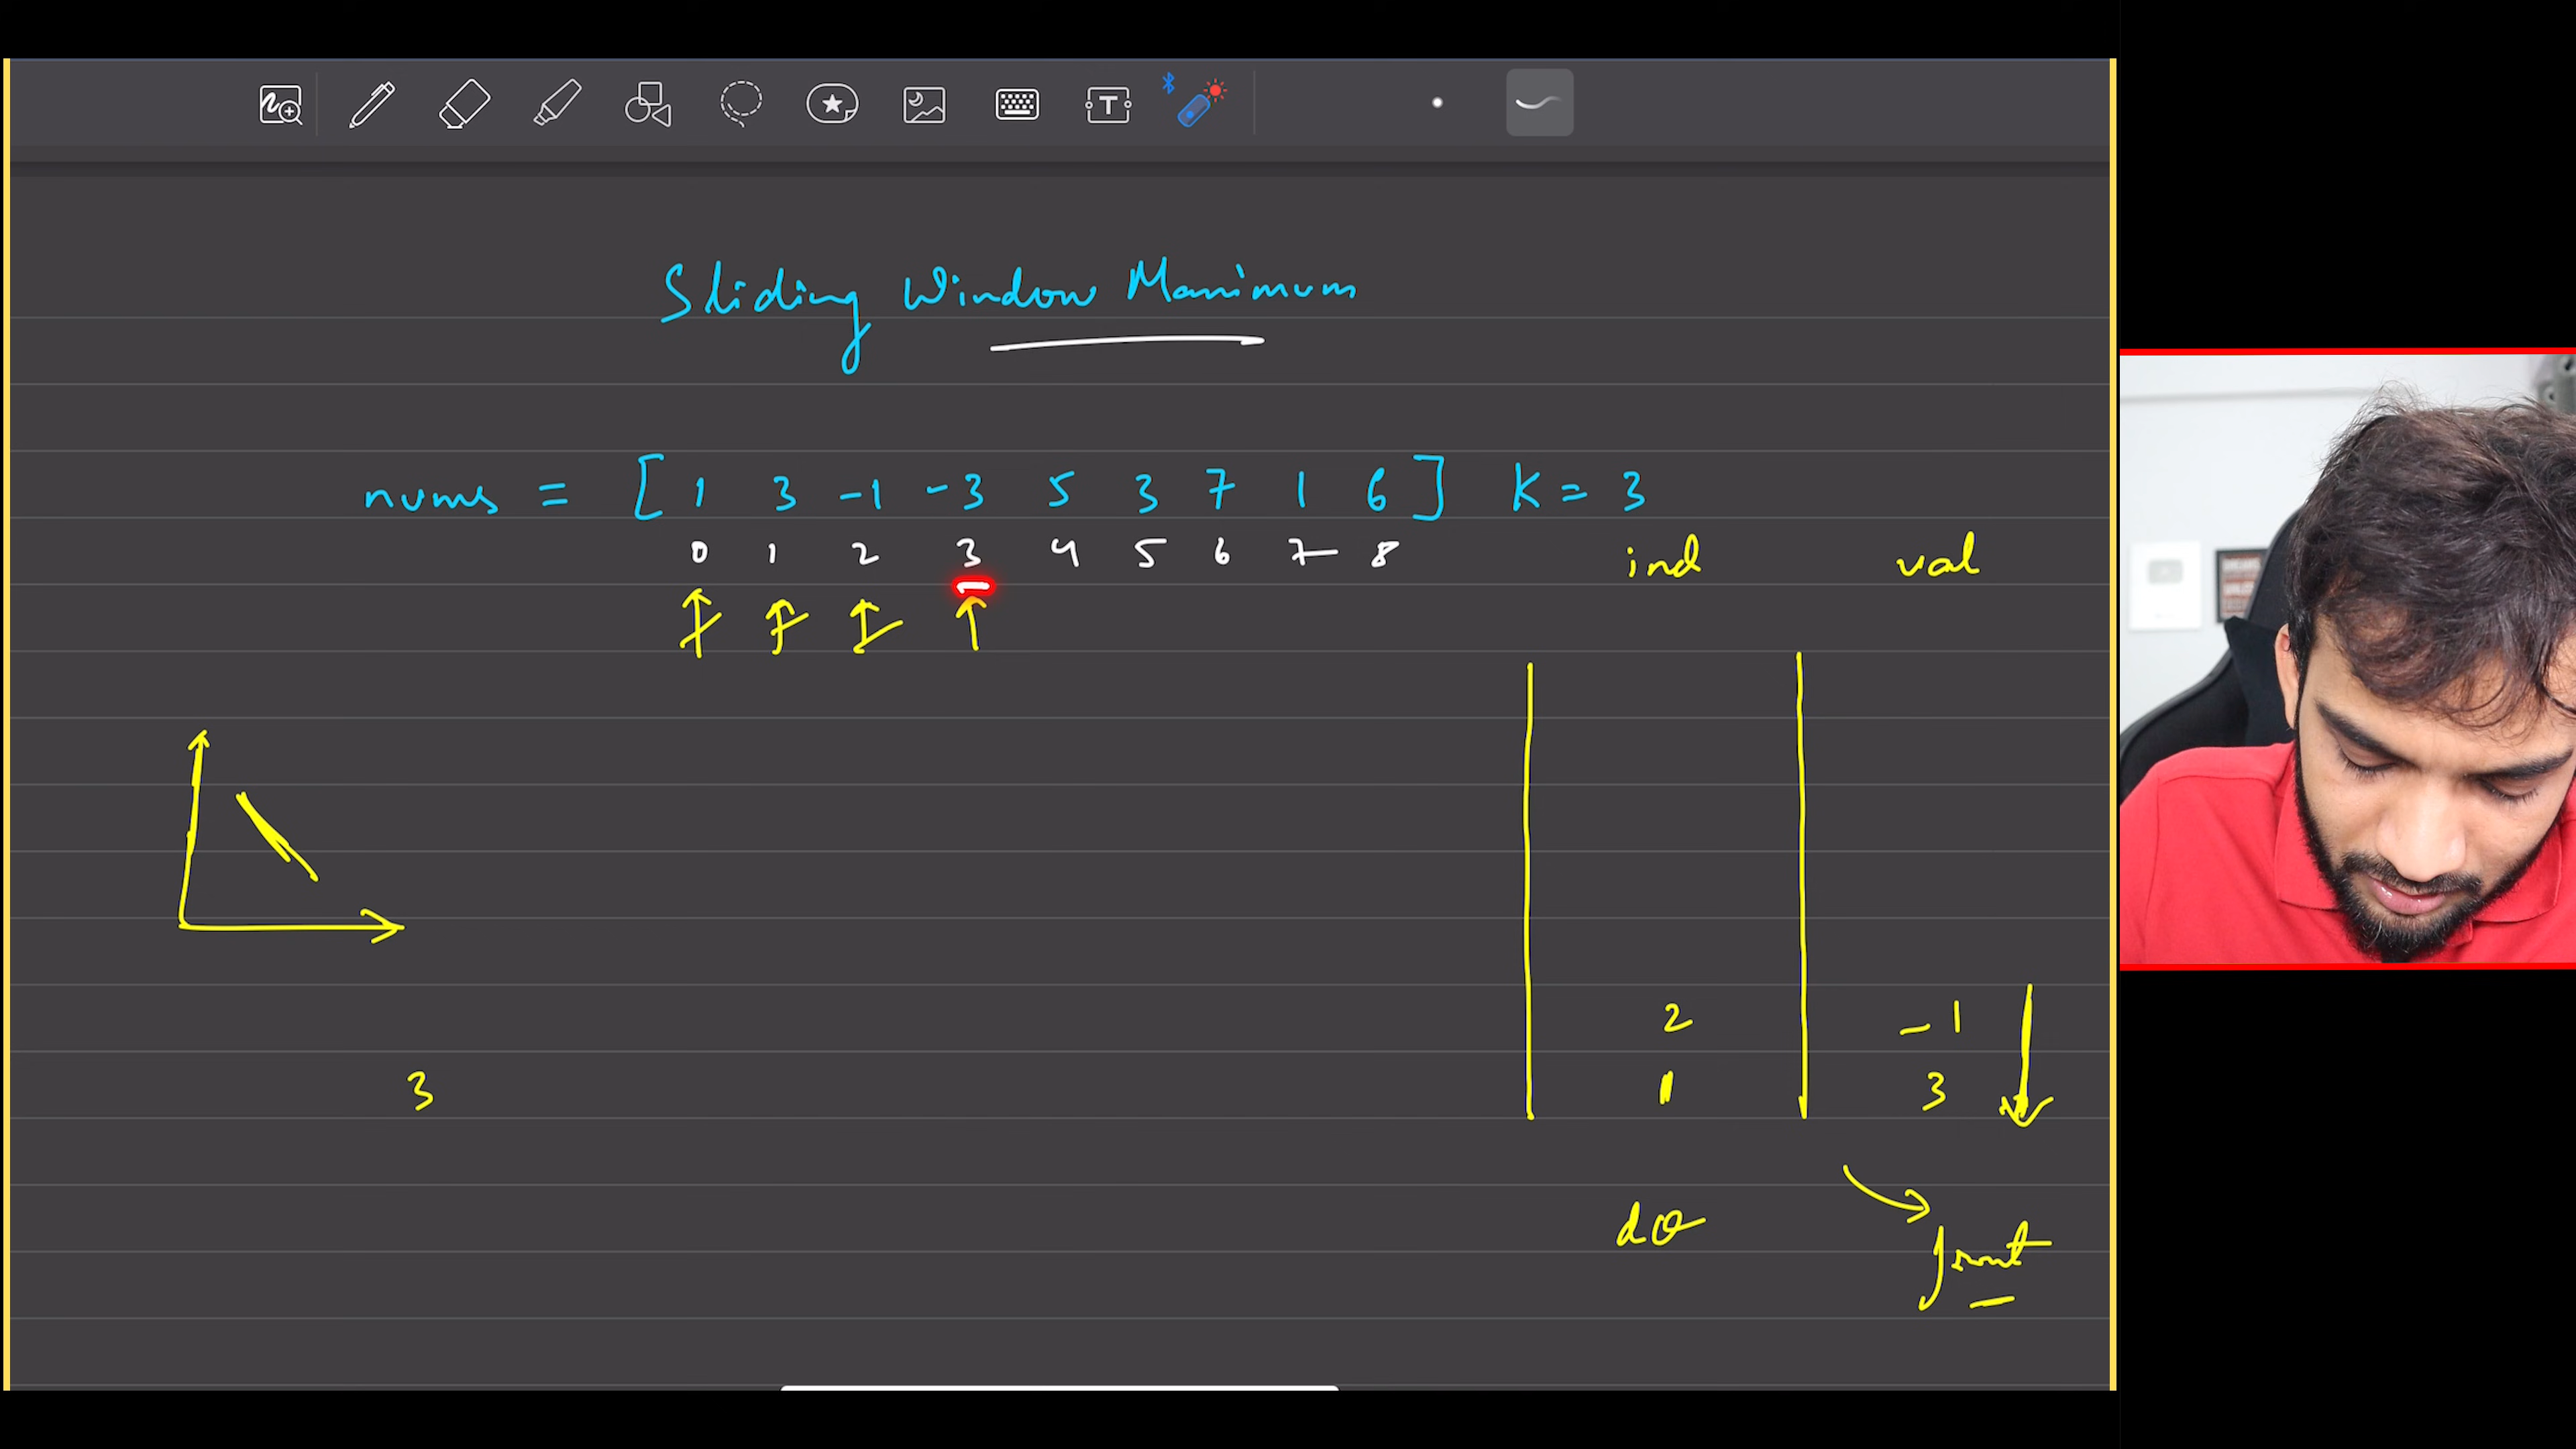 Sliding Window Maximum
nums = [ 1 3 -1 -3 5 3 7 1 6 ] K = 3
0 1 2 3 4 5 6 7 8
ind val
2 -1
3 1 3
dQ
front